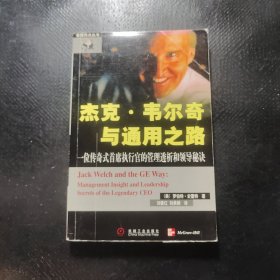 杰克·韦尔奇
与通用之路
一位传奇式首席执行官的管理透析和领导秘诀
Jack Welch and the GE Way:
Management Insight and Leadership
Secrets of the Legendary CEO
机械工业出版社